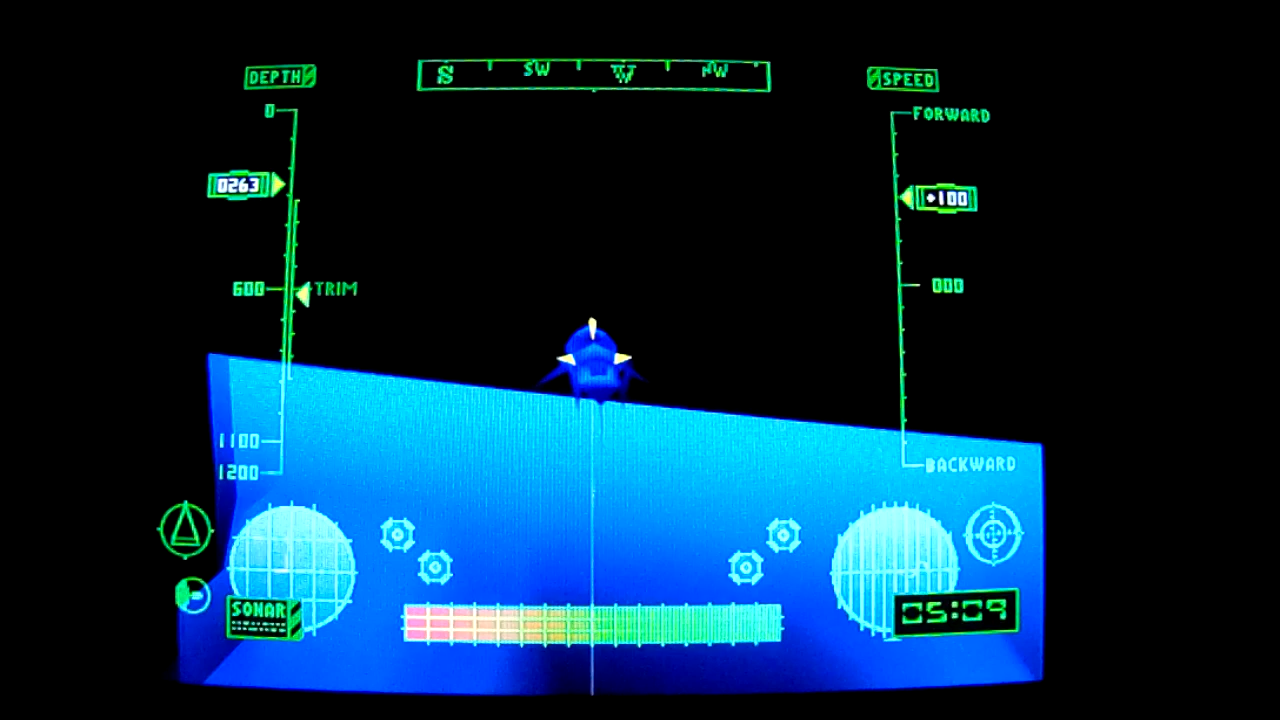 DEPTH
S SW W NW
SPEED
0
FORWARD
0263
+100
600
TRIM
000
1100
1200
BACKWARD
SONAR
05:09